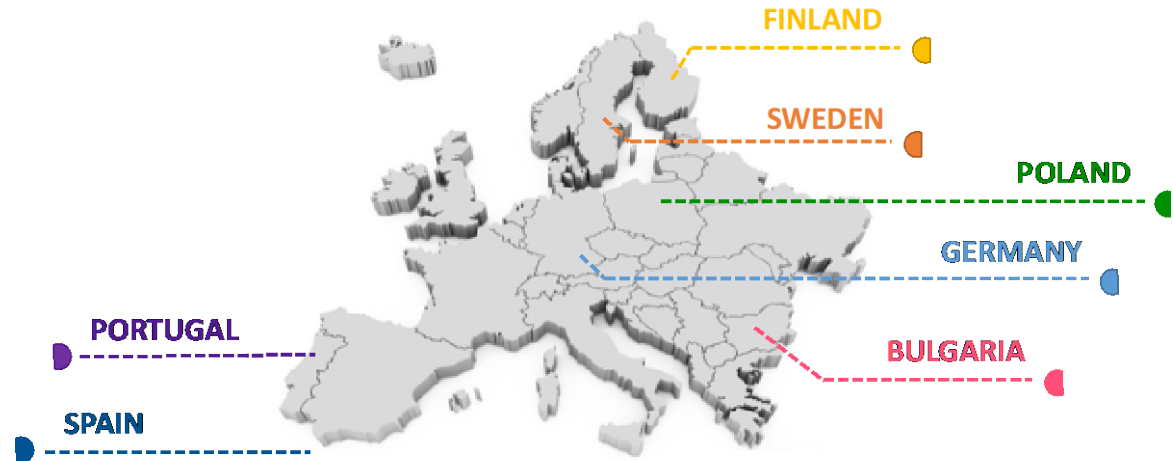 FINLAND
SWEDEN
POLAND
GERMANY
PORTUGAL
BULGARIA
SPAIN